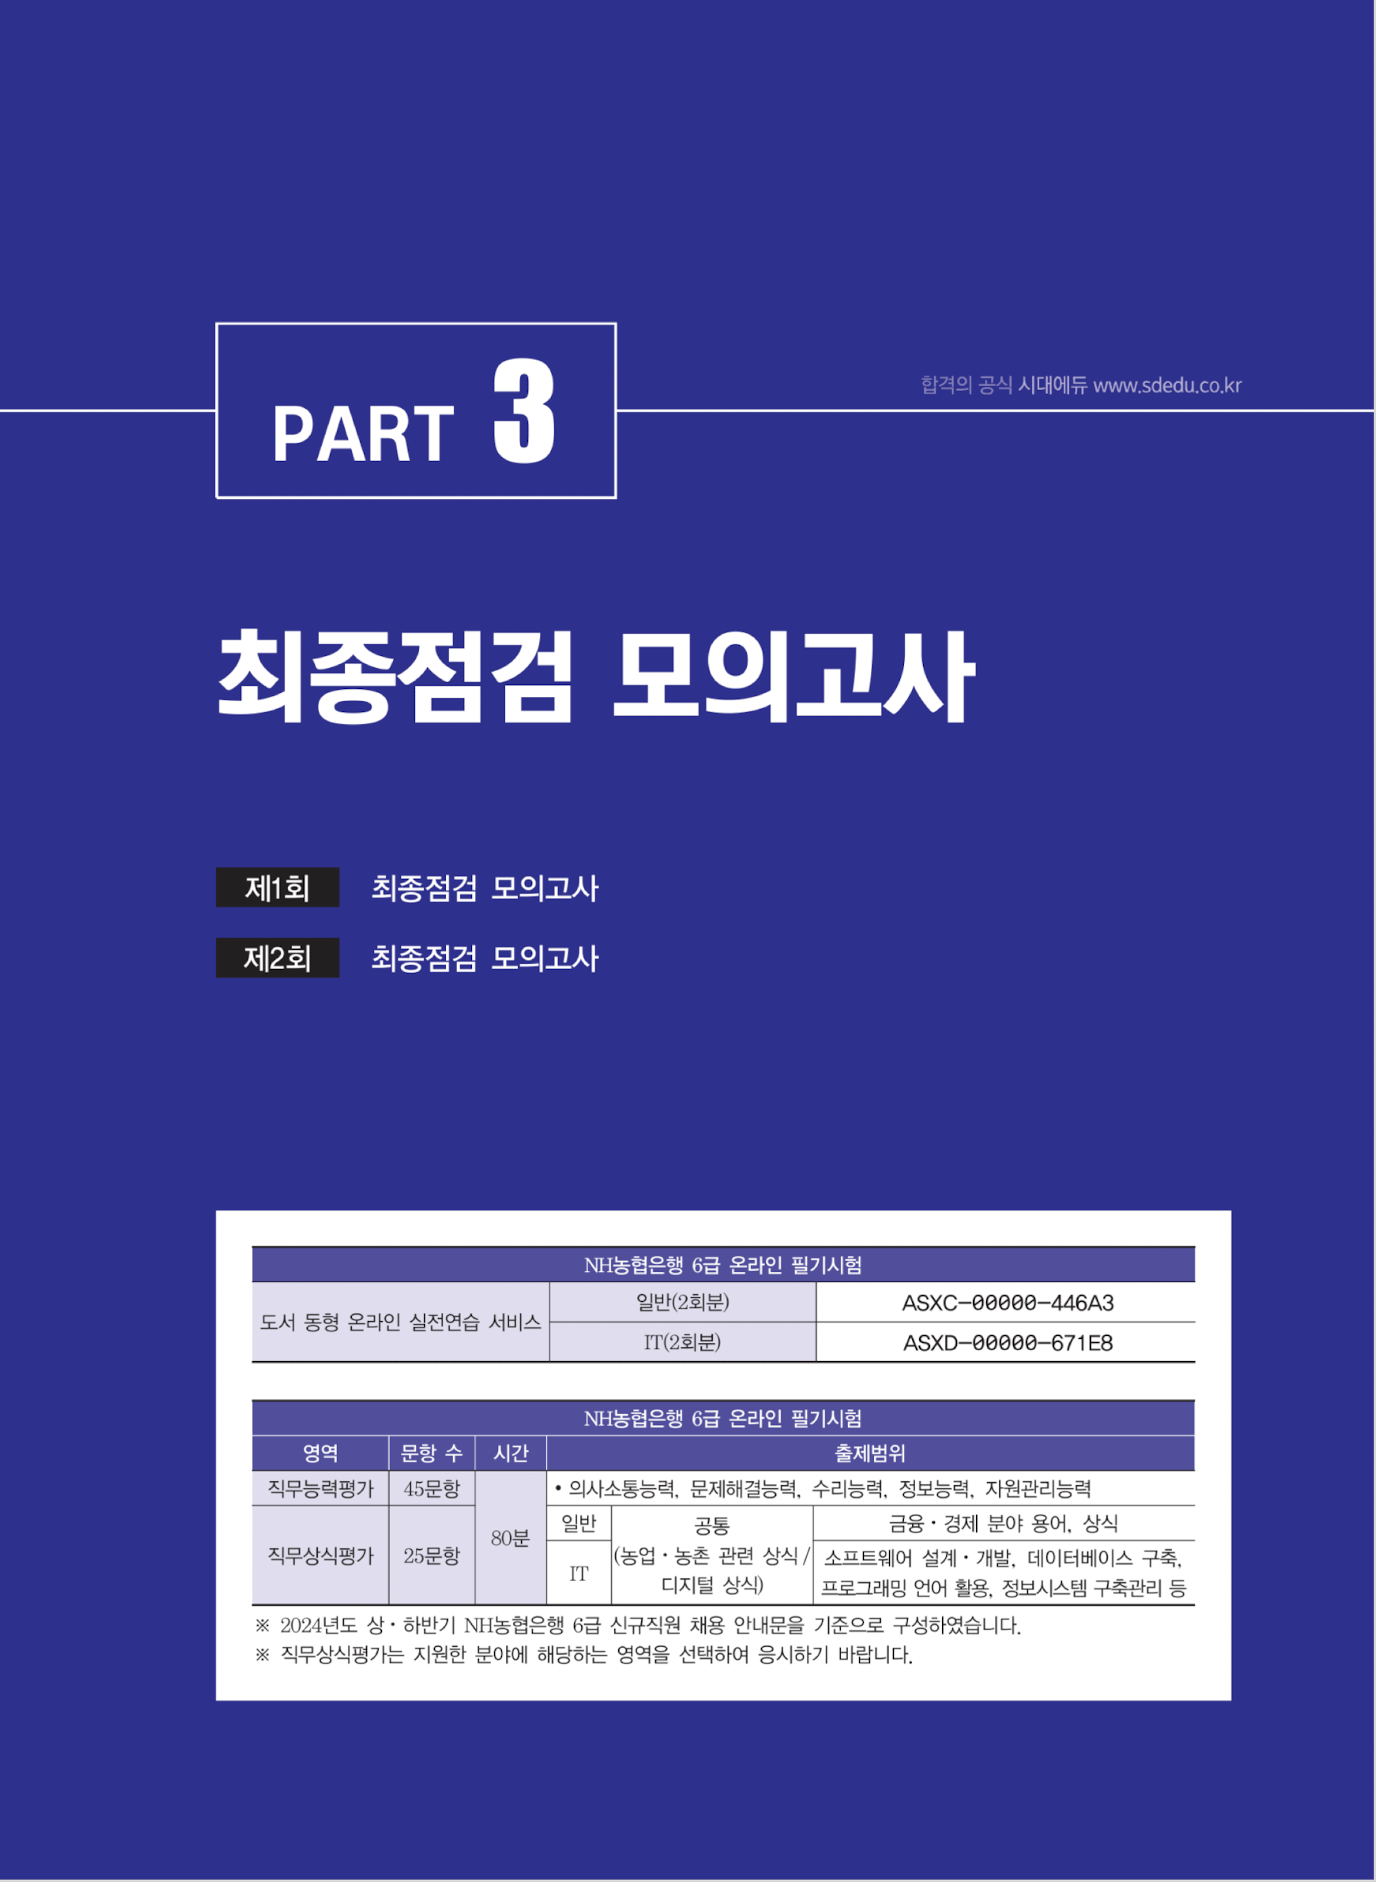 PART 3
합격의 공식 시대에듀 www.sdedu.co.kr
최종점검 모의고사
제1회 최종점검 모의고사
제2회 최종점검 모의고사
NH농협은행 6급 온라인 필기시험
도서 동형 온라인 실전연습 서비스
일반(2회분) ASXC-00000-446A3
IT(2회분) ASXD-00000-671E8
NH농협은행 6급 온라인 필기시험
영역 문항 수 시간 출제범위
직무능력평가 45문항 80분 • 의사소통능력, 문제해결능력, 수리능력, 정보능력, 자원관리능력
직무상식평가 25문항
일반
IT
공통
(농업・농촌 관련 상식 /
디지털 상식)
금융・경제 분야 용어, 상식
소프트웨어 설계・개발, 데이터베이스 구축,
프로그래밍 언어 활용, 정보시스템 구축관리 등
※ 2024년도 상・하반기 NH농협은행 6급 신규직원 채용 안내문을 기준으로 구성하였습니다.
※ 직무상식평가는 지원한 분야에 해당하는 영역을 선택하여 응시하기 바랍니다.